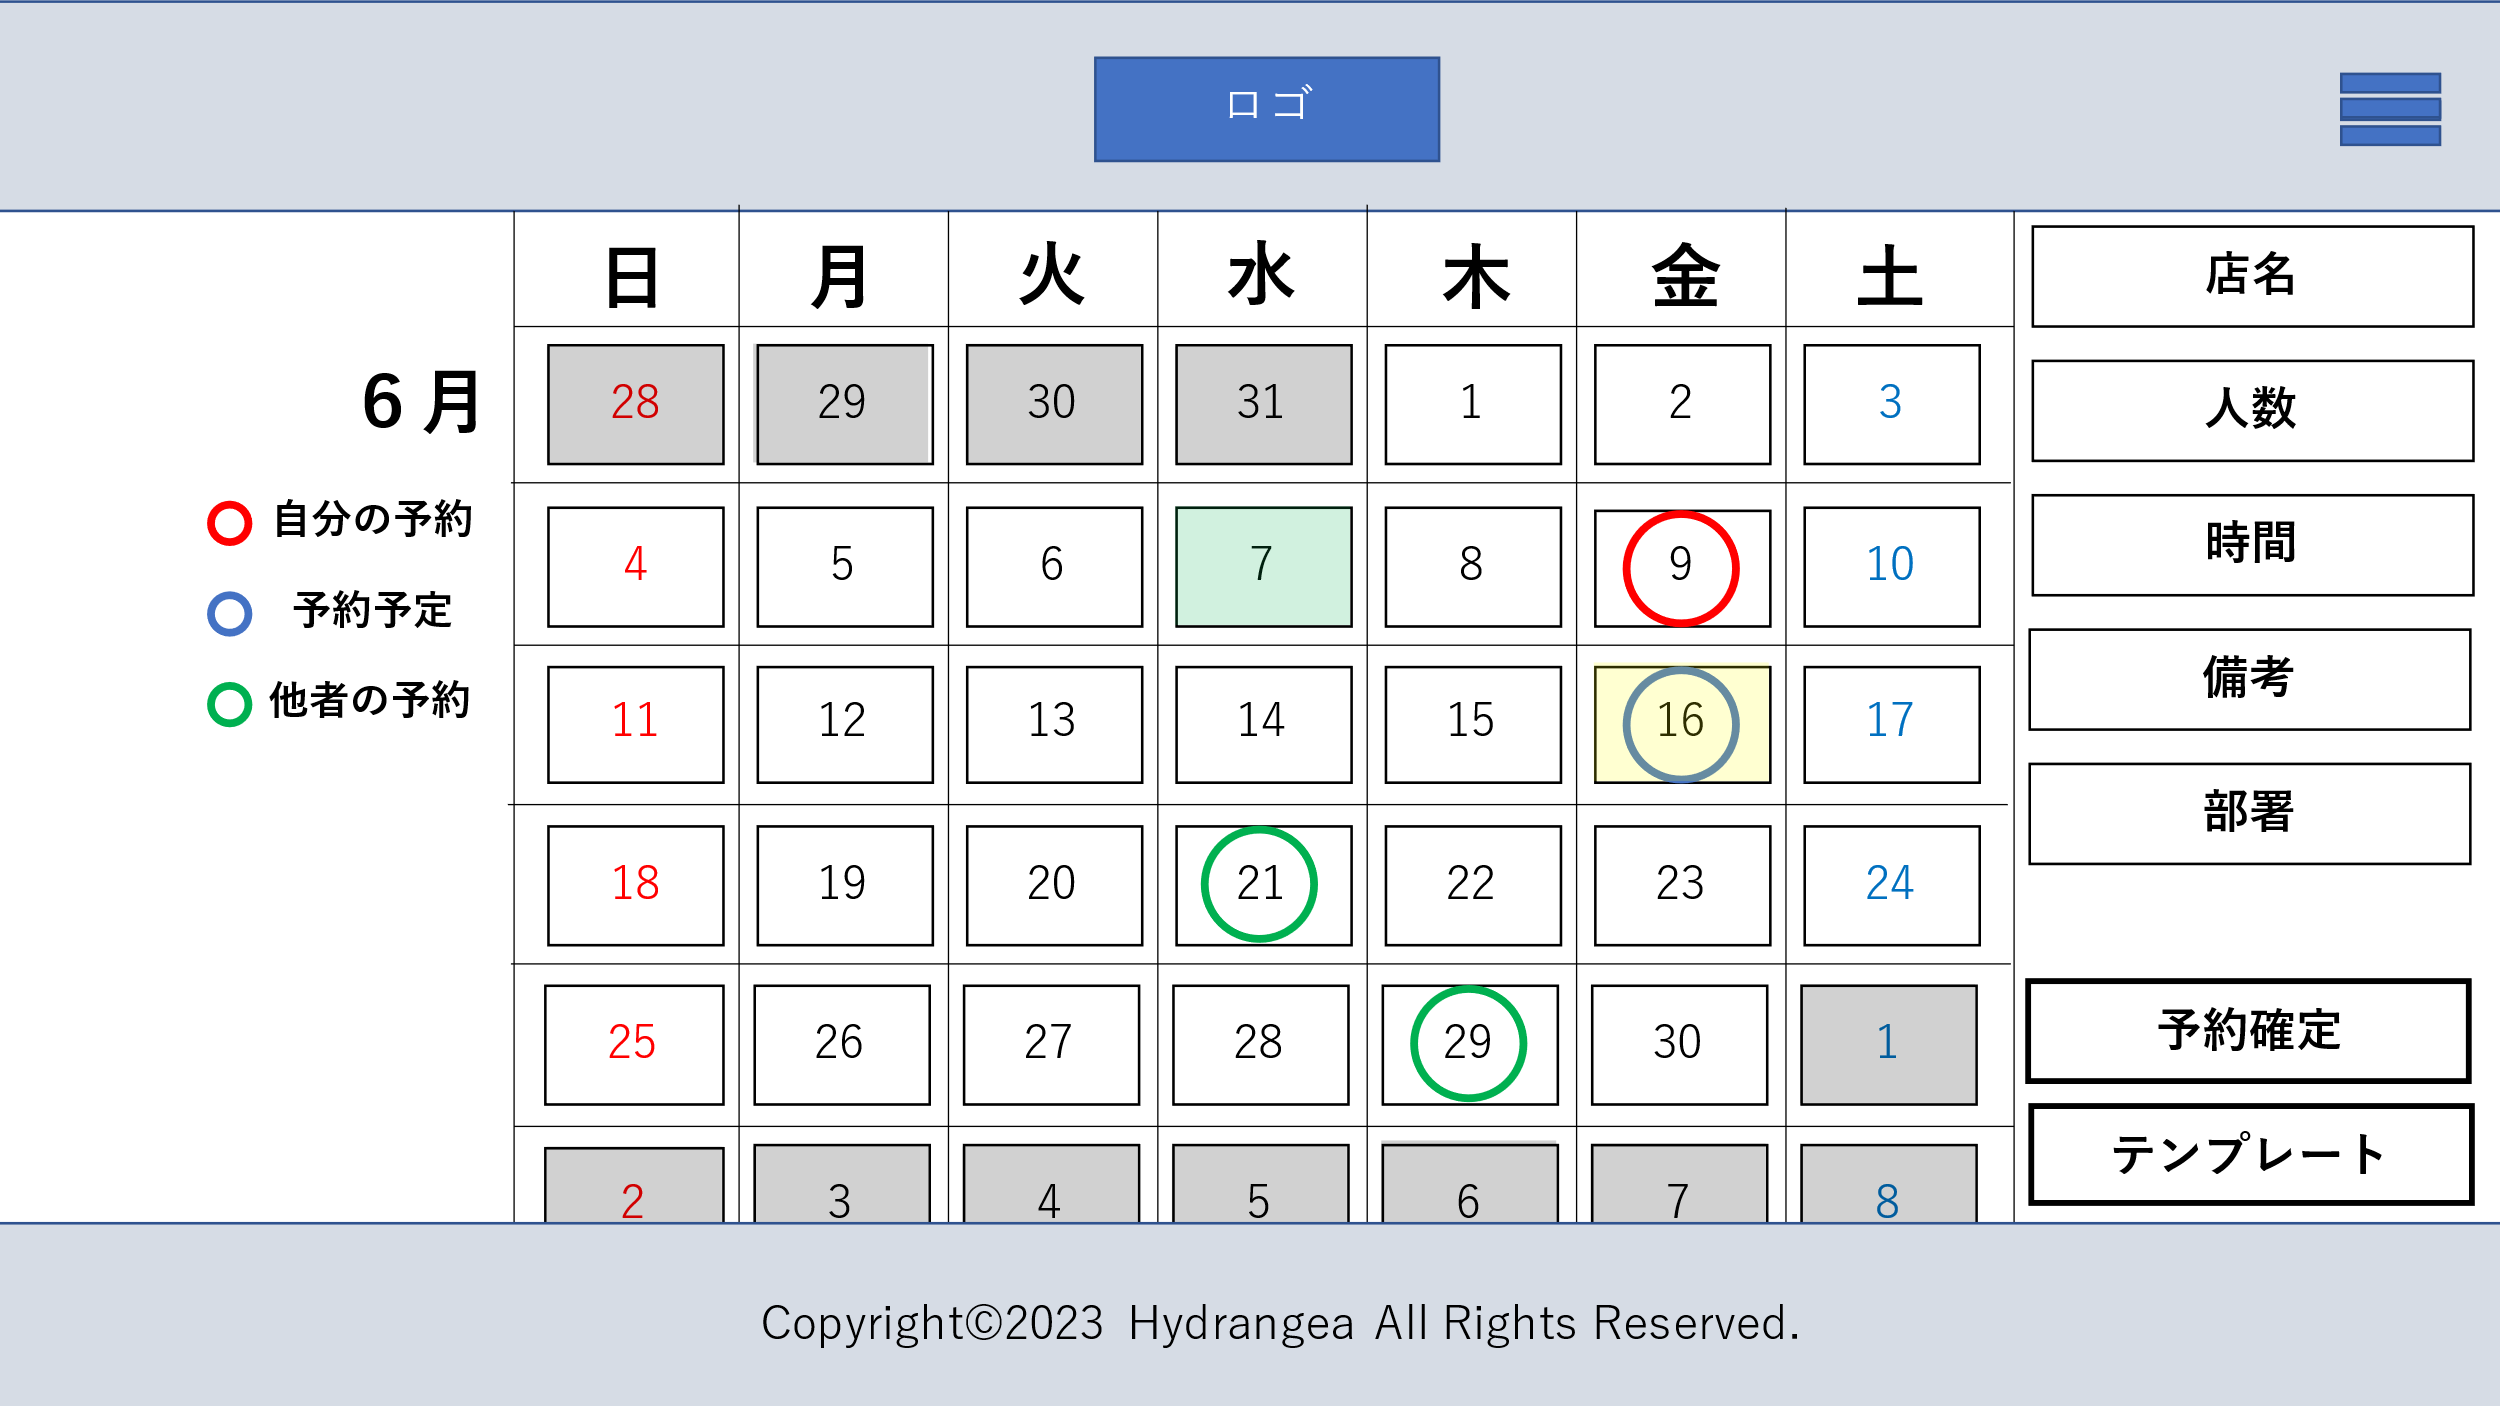 ロゴ
日 月 火 水 木 金 土
6月
自分の予約
予約予定
他者の予約
28 29 30 31 1 2 3
4 5 6 7 8 9 10
11 12 13 14 15 16 17
18 19 20 21 22 23 24
25 26 27 28 29 30 1
2 3 4 5 6 7 8
店名
人数
時間
備考
部署
予約確定
テンプレート
Copyright©2023 Hydrangea All Rights Reserved.